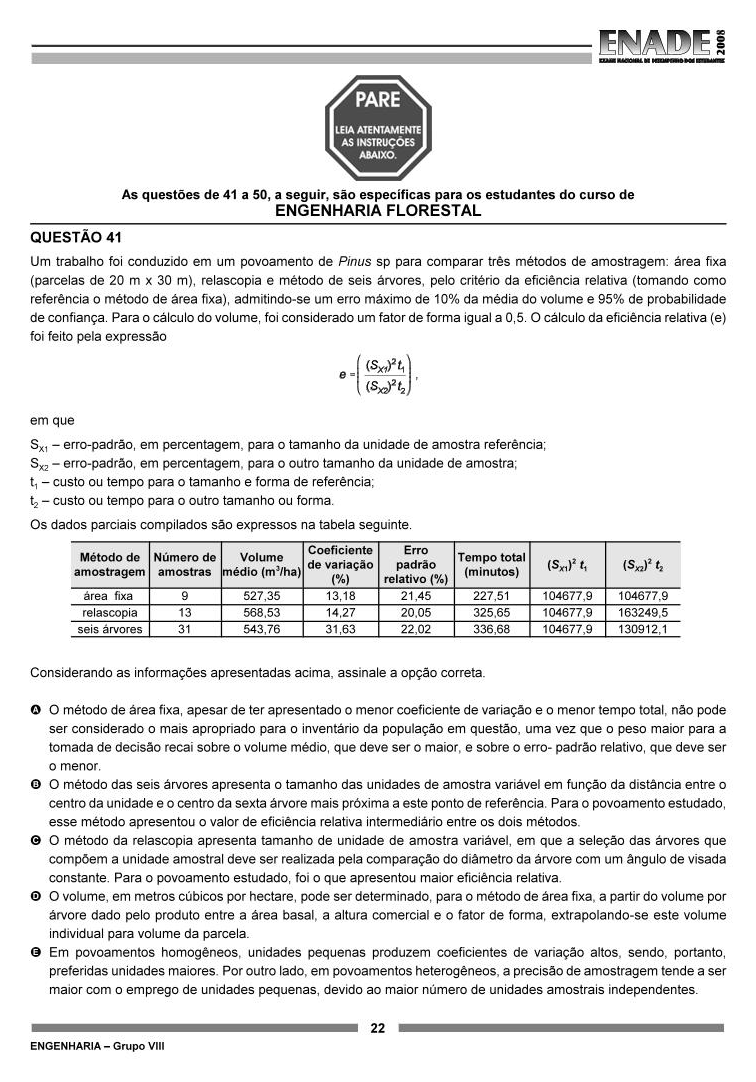 ENADE 2008
EXAME NACIONAL DE DESEMPENHO DOS ESTUDANTES
PARE
LEIA ATENTAMENTE
AS INSTRUÇÕES
ABAIXO.
As questões de 41 a 50, a seguir, são específicas para os estudantes do curso de
ENGENHARIA FLORESTAL
QUESTÃO 41
Um trabalho foi conduzido em um povoamento de Pinus sp para comparar três métodos de amostragem: área fixa
(parcelas de 20 m x 30 m), relascopia e método de seis árvores, pelo critério da eficiência relativa (tomando como
referência o método de área fixa), admitindo-se um erro máximo de 10% da média do volume e 95% de probabilidade
de confiança. Para o cálculo do volume, foi considerado um fator de forma igual a 0,5. O cálculo da eficiência relativa (e)
foi feito pela expressão
e = ( (S_X1)² t₁ / (S_X2)² t₂ ) ,
em que
S_X1 – erro-padrão, em percentagem, para o tamanho da unidade de amostra referência;
S_X2 – erro-padrão, em percentagem, para o outro tamanho da unidade de amostra;
t₁ – custo ou tempo para o tamanho e forma de referência;
t₂ – custo ou tempo para o outro tamanho ou forma.
Os dados parciais compilados são expressos na tabela seguinte.
Método de amostragem | Número de amostras | Volume médio (m³/ha) | Coeficiente de variação (%) | Erro padrão relativo (%) | Tempo total (minutos) | (S_X1)² t₁ | (S_X2)² t₂
área fixa | 9 | 527,35 | 13,18 | 21,45 | 227,51 | 104677,9 | 104677,9
relascopia | 13 | 568,53 | 14,27 | 20,05 | 325,65 | 104677,9 | 163249,5
seis árvores | 31 | 543,76 | 31,63 | 22,02 | 336,68 | 104677,9 | 130912,1
Considerando as informações apresentadas acima, assinale a opção correta.
A O método de área fixa, apesar de ter apresentado o menor coeficiente de variação e o menor tempo total, não pode
ser considerado o mais apropriado para o inventário da população em questão, uma vez que o peso maior para a
tomada de decisão recai sobre o volume médio, que deve ser o maior, e sobre o erro- padrão relativo, que deve ser
o menor.
B O método das seis árvores apresenta o tamanho das unidades de amostra variável em função da distância entre o
centro da unidade e o centro da sexta árvore mais próxima a este ponto de referência. Para o povoamento estudado,
esse método apresentou o valor de eficiência relativa intermediário entre os dois métodos.
C O método da relascopia apresenta tamanho de unidade de amostra variável, em que a seleção das árvores que
compõem a unidade amostral deve ser realizada pela comparação do diâmetro da árvore com um ângulo de visada
constante. Para o povoamento estudado, foi o que apresentou maior eficiência relativa.
D O volume, em metros cúbicos por hectare, pode ser determinado, para o método de área fixa, a partir do volume por
árvore dado pelo produto entre a área basal, a altura comercial e o fator de forma, extrapolando-se este volume
individual para volume da parcela.
E Em povoamentos homogêneos, unidades pequenas produzem coeficientes de variação altos, sendo, portanto,
preferidas unidades maiores. Por outro lado, em povoamentos heterogêneos, a precisão de amostragem tende a ser
maior com o emprego de unidades pequenas, devido ao maior número de unidades amostrais independentes.
22
ENGENHARIA – Grupo VIII